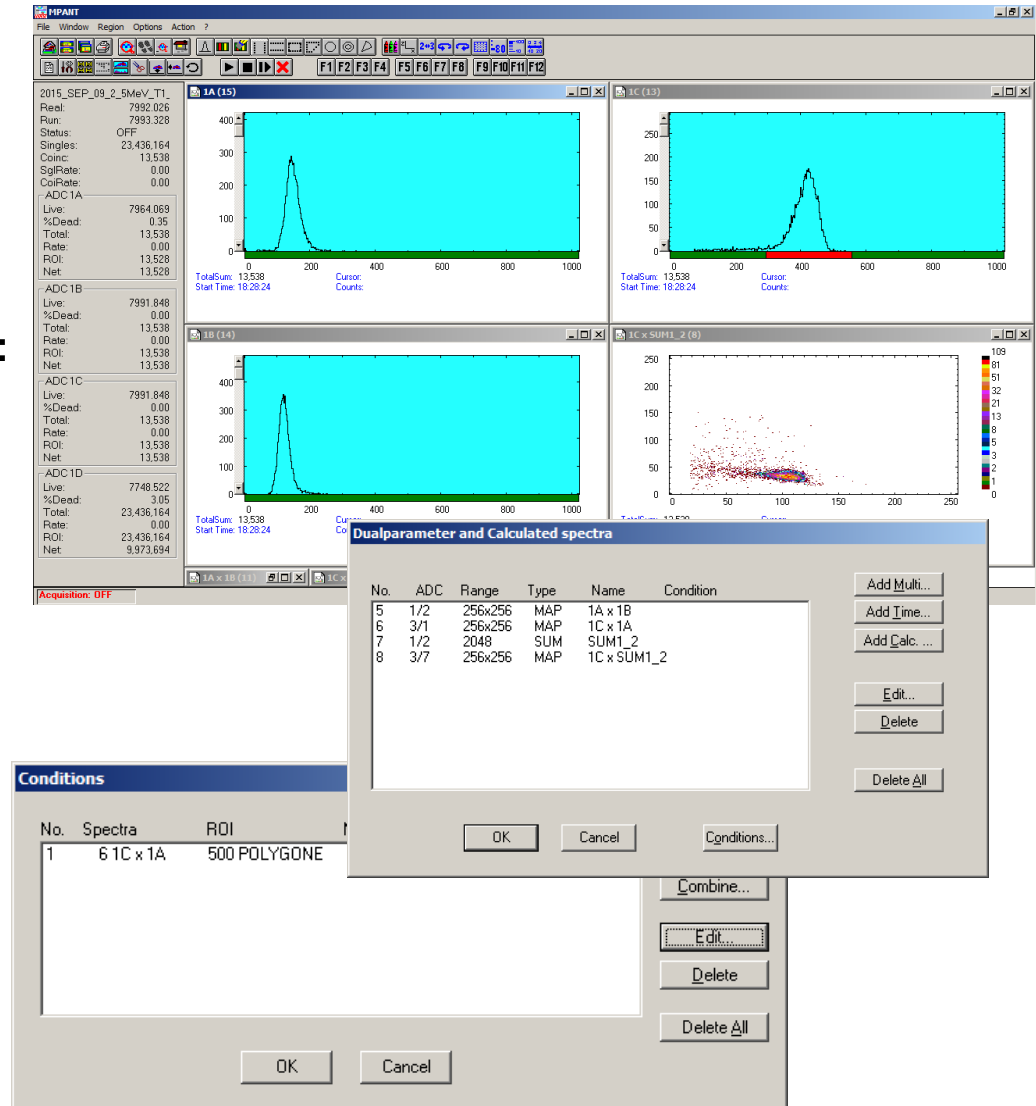 MPANT
File Window Region Options Action ?
F1 F2 F3 F4 F5 F6 F7 F8 F9 F10 F11 F12
2015_SEP_09_2_5MeV_T1_
Real: 7992.026
Run: 7993.328
Status: OFF
Singles: 23,436,164
Coinc: 13,538
SglRate: 0.00
CoiRate: 0.00
ADC1A
Live: 7964.069
%Dead: 0.35
Total: 13,538
Rate: 0.00
ROI: 13,528
Net: 13,528
ADC1B
Live: 7991.848
%Dead: 0.00
Total: 13,538
Rate: 0.00
ROI: 13,538
Net: 13,538
ADC1C
Live: 7991.848
%Dead: 0.00
Total: 13,538
Rate: 0.00
ROI: 13,538
Net: 13,538
ADC1D
Live: 7748.522
%Dead: 3.05
Total: 23,436,164
Rate: 0.00
ROI: 23,436,164
Net: 9,973,694
Acquisition: OFF
1A (15)
400
300
200
100
0
0 200 400 600 800 1000
TotalSum: 13,538 Cursor:
Start Time: 18:28:24 Counts:
1C (13)
250
200
150
100
50
0
0 200 400 600 800 1000
TotalSum: 13,538 Cursor:
Start Time: 18:28:24 Counts:
1B (14)
400
300
200
100
0
0 200 400 600 800 1000
TotalSum: 13,538
Start Time: 18:28:24
1C x SUM1_2 (8)
250
200
150
100
50
0
0 50 100 150 200 250
109
81
51
32
21
13
8
5
3
2
1
0
1A x 1B (11)
1C x
:
Dualparameter and Calculated spectra
No. ADC Range Type Name Condition
5 1/2 256x256 MAP 1A x 1B
6 3/1 256x256 MAP 1C x 1A
7 1/2 2048 SUM SUM1_2
8 3/7 256x256 MAP 1C x SUM1_2
Add Multi...
Add Time...
Add Calc. ...
Edit...
Delete
Delete All
OK Cancel Conditions...
Conditions
No. Spectra ROI
1 6 1C x 1A 500 POLYGONE
Combine...
Edit...
Delete
Delete All
OK Cancel